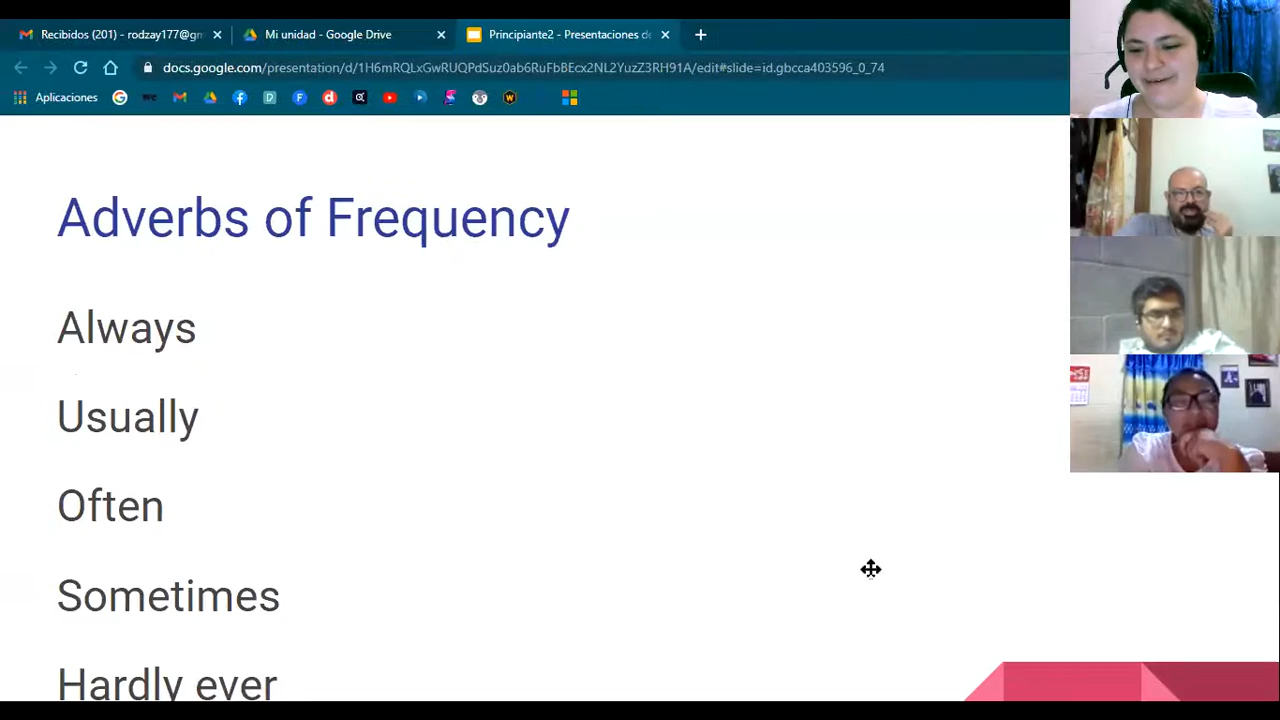 Recibidos (201) - rodzay177@gm
Mi unidad - Google Drive
Principiante2 - Presentaciones de
docs.google.com/presentation/d/1H6mRQLxGwRUQPdSuz0ab6RuFbBEcx2NL2YuzZ3RH91A/edit#slide=id.gbcca403596_0_74
Aplicaciones
Adverbs of Frequency
Always
Usually
Often
Sometimes
Hardly ever